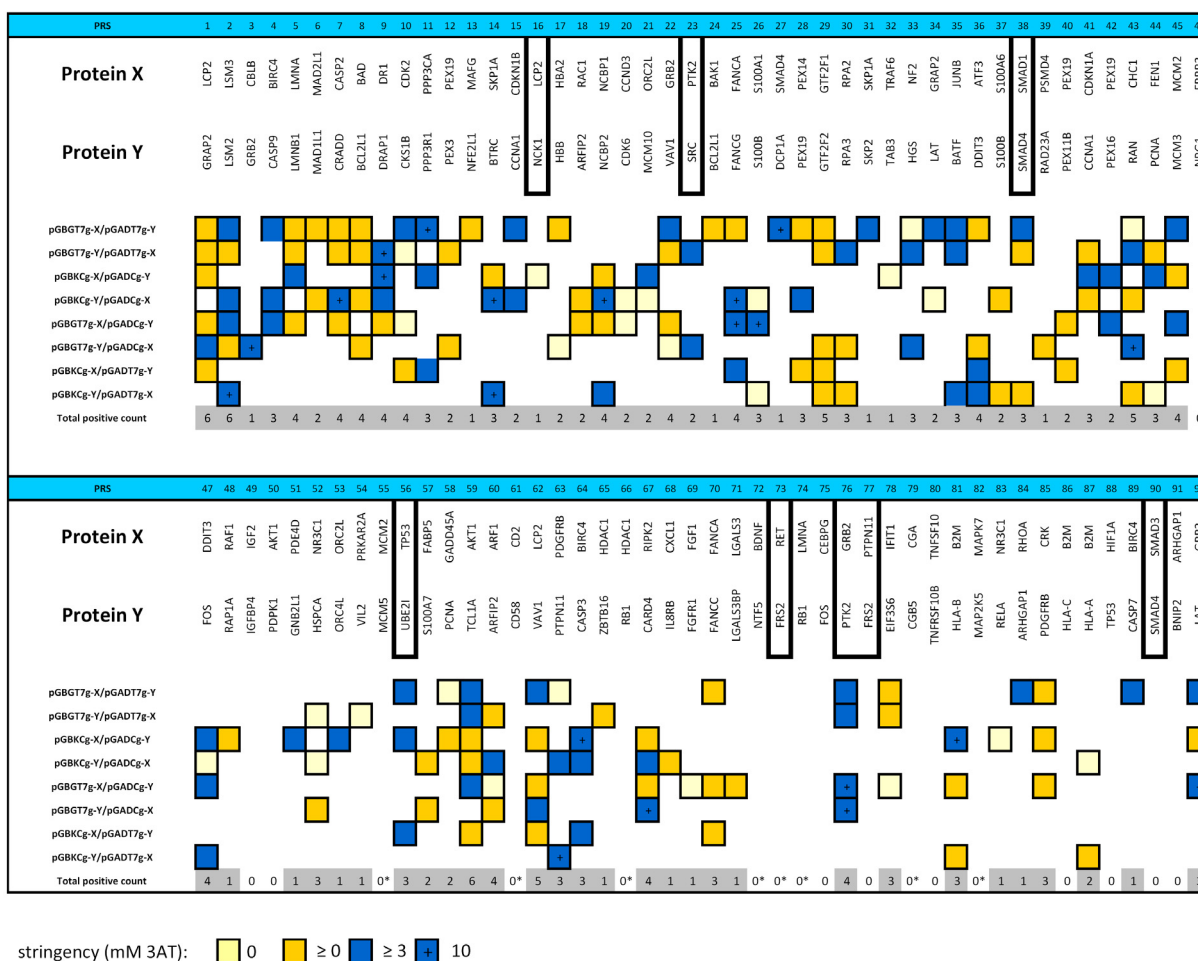 PRS 1 2 3 4 5 6 7 8 9 10 11 12 13 14 15 16 17 18 19 20 21 22 23 24 25 26 27 28 29 30 31 32 33 34 35 36 37 38 39 40 41 42 43 44 45
Protein X LCP2 LSM3 CBLB BIRC4 LMNA MAD2L1 CASP2 BAD DR1 CDK2 PPP3CA PEX19 MAFG SKP1A CDKN1B LCP2 HBA2 RAC1 NCBP1 CCND3 ORC2L GRB2 PTK2 BAK1 FANCA S100A1 SMAD4 PEX14 GTF2F1 RPA2 SKP1A TRAF6 NF2 GRAP2 JUNB ATF3 S100A6 SMAD1 PSMD4 PEX19 CDKN1A PEX19 CHC1 FEN1 MCM2
Protein Y GRAP2 LSM2 GRB2 CASP9 LMNB1 MAD1L1 CRADD BCL2L1 DRAP1 CKS1B PPP3R1 PEX3 NFE2L1 BTRC CCNA1 NCK1 HBB ARFIP2 NCBP2 CDK6 MCM10 VAV1 SRC BCL2L1 FANCG S100B DCP1A PEX19 GTF2F2 RPA3 SKP2 TAB3 HGS LAT BATF DDIT3 S100B SMAD4 RAD23A PEX11B CCNA1 PEX16 RAN PCNA MCM3
pGBGT7g-X/pGADT7g-Y + +
pGBGT7g-Y/pGADT7g-X +
pGBKCg-X/pGADCg-Y +
pGBKCg-Y/pGADCg-X + + + +
pGBGT7g-X/pGADCg-Y + +
pGBGT7g-Y/pGADCg-X + +
pGBKCg-X/pGADT7g-Y
pGBKCg-Y/pGADT7g-X + +
Total positive count 6 6 1 3 4 2 4 4 4 4 3 2 1 3 2 1 2 2 4 2 2 3 2 1 4 3 1 3 5 4 1 1 3 2 3 4 2 3 1 2 3 2 5 3 4
PRS 47 48 49 50 51 52 53 54 55 56 57 58 59 60 61 62 63 64 65 66 67 68 69 70 71 72 73 74 75 76 77 78 79 80 81 82 83 84 85 86 87 88 89 90 91
Protein X DDIT3 RAF1 IGF2 AKT1 PDE4D NR3C1 ORC2L PRKAR2A MCM2 TP53 FABP5 GADD45A AKT1 ARF1 CD2 LCP2 PDGFRB BIRC4 HDAC1 HDAC1 RIPK2 CXCL1 FGF1 FANCA LGALS3 BDNF RET LMNA CEBPG GRB2 PTPN11 IFIT1 CGA TNFSF10 B2M MAPK7 NR3C1 RHOA CRK B2M B2M HIF1A BIRC4 SMAD3 ARHGAP1
Protein Y FOS RAP1A IGFBP4 PDPK1 GNB2L1 HSPCA ORC4L VIL2 MCM5 UBE2I S100A7 PCNA TCL1A ARFIP2 CD58 VAV1 PTPN11 CASP3 ZBTB16 RB1 CARD4 IL8RB FGFR1 FANCC LGALS3BP NTF5 FRS2 RB1 FOS PTK2 FRS2 EIF3S6 CGB5 TNFRSF10B HLA-B MAP2K5 RELA ARHGAP1 PDGFRB HLA-C HLA-A TP53 CASP7 SMAD4 BNIP2
pGBGT7g-X/pGADT7g-Y
pGBGT7g-Y/pGADT7g-X
pGBKCg-X/pGADCg-Y + +
pGBKCg-Y/pGADCg-X
pGBGT7g-X/pGADCg-Y + +
pGBGT7g-Y/pGADCg-X + +
pGBKCg-X/pGADT7g-Y
pGBKCg-Y/pGADT7g-X +
Total positive count 4 1 0 0 1 3 1 1 0* 3 2 2 6 4 0* 5 3 3 1 0* 4 1 1 3 1 0* 0* 0* 0 4 0 3 0* 0 3 0* 1 1 3 0 2 0 1 0 0
stringency (mM 3AT): 0 ≥ 0 ≥ 3 + 10